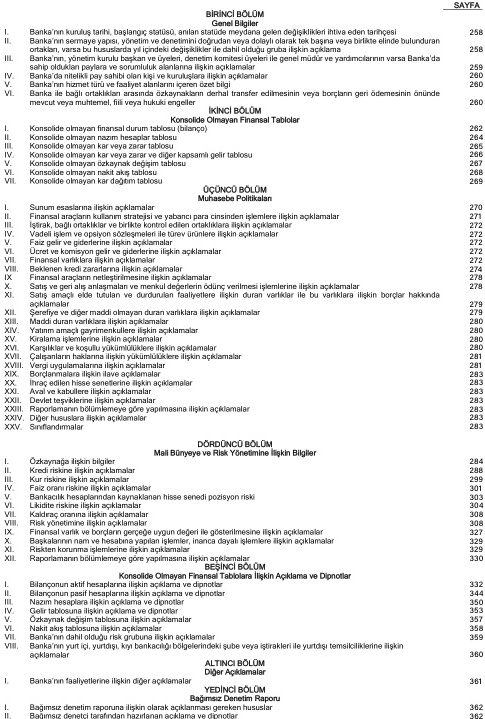 SAYFA
BİRİNCİ BÖLÜM
Genel Bilgiler
I. Banka'nın kuruluş tarihi, başlangıç statüsü, anılan statüde meydana gelen değişiklikleri ihtiva eden tarihçesi 258
II. Banka'nın sermaye yapısı, yönetim ve denetimini doğrudan veya dolaylı olarak tek başına veya birlikte elinde bulunduran
ortakları, varsa bu hususlarda yıl içindeki değişiklikler ile dahil olduğu gruba ilişkin açıklama 258
III. Banka'nın, yönetim kurulu başkan ve üyeleri, denetim komitesi üyeleri ile genel müdür ve yardımcılarının varsa Banka'da
sahip oldukları paylara ve sorumluluk alanlarına ilişkin açıklamalar 259
IV. Banka'da nitelikli pay sahibi olan kişi ve kuruluşlara ilişkin açıklamalar 260
V. Banka'nın hizmet türü ve faaliyet alanlarını içeren özet bilgi 260
VI. Banka ile bağlı ortaklıkları arasında özkaynakların derhal transfer edilmesinin veya borçların geri ödemesinin önünde
mevcut veya muhtemel, fiili veya hukuki engeller 260
İKİNCİ BÖLÜM
Konsolide Olmayan Finansal Tablolar
I. Konsolide olmayan finansal durum tablosu (bilanço) 262
II. Konsolide olmayan nazım hesaplar tablosu 264
III. Konsolide olmayan kar veya zarar tablosu 265
IV. Konsolide olmayan kar veya zarar ve diğer kapsamlı gelir tablosu 266
V. Konsolide olmayan özkaynak değişim tablosu 267
VI. Konsolide olmayan nakit akış tablosu 268
VII. Konsolide olmayan kar dağıtım tablosu 269
ÜÇÜNCÜ BÖLÜM
Muhasebe Politikaları
I. Sunum esaslarına ilişkin açıklamalar 270
II. Finansal araçların kullanım stratejisi ve yabancı para cinsinden işlemlere ilişkin açıklamalar 271
III. İştirak, bağlı ortaklıklar ve birlikte kontrol edilen ortaklıklara ilişkin açıklamalar 272
IV. Vadeli işlem ve opsiyon sözleşmeleri ile türev ürünlere ilişkin açıklamalar 272
V. Faiz gelir ve giderlerine ilişkin açıklamalar 272
VI. Ücret ve komisyon gelir ve giderlerine ilişkin açıklamalar 272
VII. Finansal varlıklara ilişkin açıklamalar 272
VIII. Beklenen kredi zararlarına ilişkin açıklamalar 274
IX Finansal araçların netleştirilmesine ilişkin açıklamalar 278
X. Satış ve geri alış anlaşmaları ve menkul değerlerin ödünç verilmesi işlemlerine ilişkin açıklamalar 278
XI. Satış amaçlı elde tutulan ve durdurulan faaliyetlere ilişkin duran varlıklar ile bu varlıklara ilişkin borçlar hakkında
açıklamalar 279
XII. Şerefiye ve diğer maddi olmayan duran varlıklara ilişkin açıklamalar 279
XIII. Maddi duran varlıklara ilişkin açıklamalar 280
XIV. Yatırım amaçlı gayrimenkullere ilişkin açıklamalar 280
XV. Kiralama işlemlerine ilişkin açıklamalar 280
XVI. Karşılıklar ve koşullu yükümlülüklere ilişkin açıklamalar 280
XVII. Çalışanların haklarına ilişkin yükümlülüklere ilişkin açıklamalar 281
XVIII. Vergi uygulamalarına ilişkin açıklamalar 281
XIX. Borçlanmalara ilişkin ilave açıklamalar 283
XX. İhraç edilen hisse senetlerine ilişkin açıklamalar 283
XXI. Aval ve kabullere ilişkin açıklamalar 283
XXII. Devlet teşviklerine ilişkin açıklamalar 283
XXIII. Raporlamanın bölümlemeye göre yapılmasına ilişkin açıklamalar 283
XXIV. Diğer hususlara ilişkin açıklamalar 283
XXV. Sınıflandırmalar 283
DÖRDÜNCÜ BÖLÜM
Mali Bünyeye ve Risk Yönetimine İlişkin Bilgiler
I. Özkaynağa ilişkin bilgiler 284
II. Kredi riskine ilişkin açıklamalar 288
III. Kur riskine ilişkin açıklamalar 299
IV. Faiz oranı riskine ilişkin açıklamalar 301
V. Bankacılık hesaplarından kaynaklanan hisse senedi pozisyon riski 303
VI. Likidite riskine ilişkin açıklamalar 304
VII. Kaldıraç oranına ilişkin açıklamalar 308
VIII. Risk yönetimine ilişkin açıklamalar 308
IX. Finansal varlık ve borçların gerçeğe uygun değeri ile gösterilmesine ilişkin açıklamalar 327
X. Başkalarının nam ve hesabına yapılan işlemler, inanca dayalı işlemlere ilişkin açıklamalar 329
XI. Riskten korunma işlemlerine ilişkin açıklamalar 329
XII. Raporlamanın bölümlemeye göre yapılmasına ilişkin açıklamalar 330
BEŞİNCİ BÖLÜM
Konsolide Olmayan Finansal Tablolara İlişkin Açıklama ve Dipnotlar
I. Bilançonun aktif hesaplarına ilişkin açıklama ve dipnotlar 332
II. Bilançonun pasif hesaplarına ilişkin açıklama ve dipnotlar 344
III. Nazım hesaplara ilişkin açıklama ve dipnotlar 350
IV. Gelir tablosuna ilişkin açıklama ve dipnotlar 353
V. Özkaynak değişim tablosuna ilişkin açıklamalar 357
VI. Nakit akış tablosuna ilişkin açıklamalar 358
VII. Banka'nın dahil olduğu risk grubuna ilişkin açıklamalar 359
VIII. Banka'nın yurt içi, yurtdışı, kıyı bankacılığı bölgelerindeki şube veya iştirakleri ile yurtdışı temsilciliklerine ilişkin
açıklamalar 360
ALTINCI BÖLÜM
Diğer Açıklamalar
I. Banka'nın faaliyetlerine ilişkin diğer açıklamalar 361
YEDİNCİ BÖLÜM
Bağımsız Denetim Raporu
I. Bağımsız denetim raporuna ilişkin olarak açıklanması gereken hususlar 362
II. Bağımsız denetçi tarafından hazırlanan açıklama ve dipnotlar 362